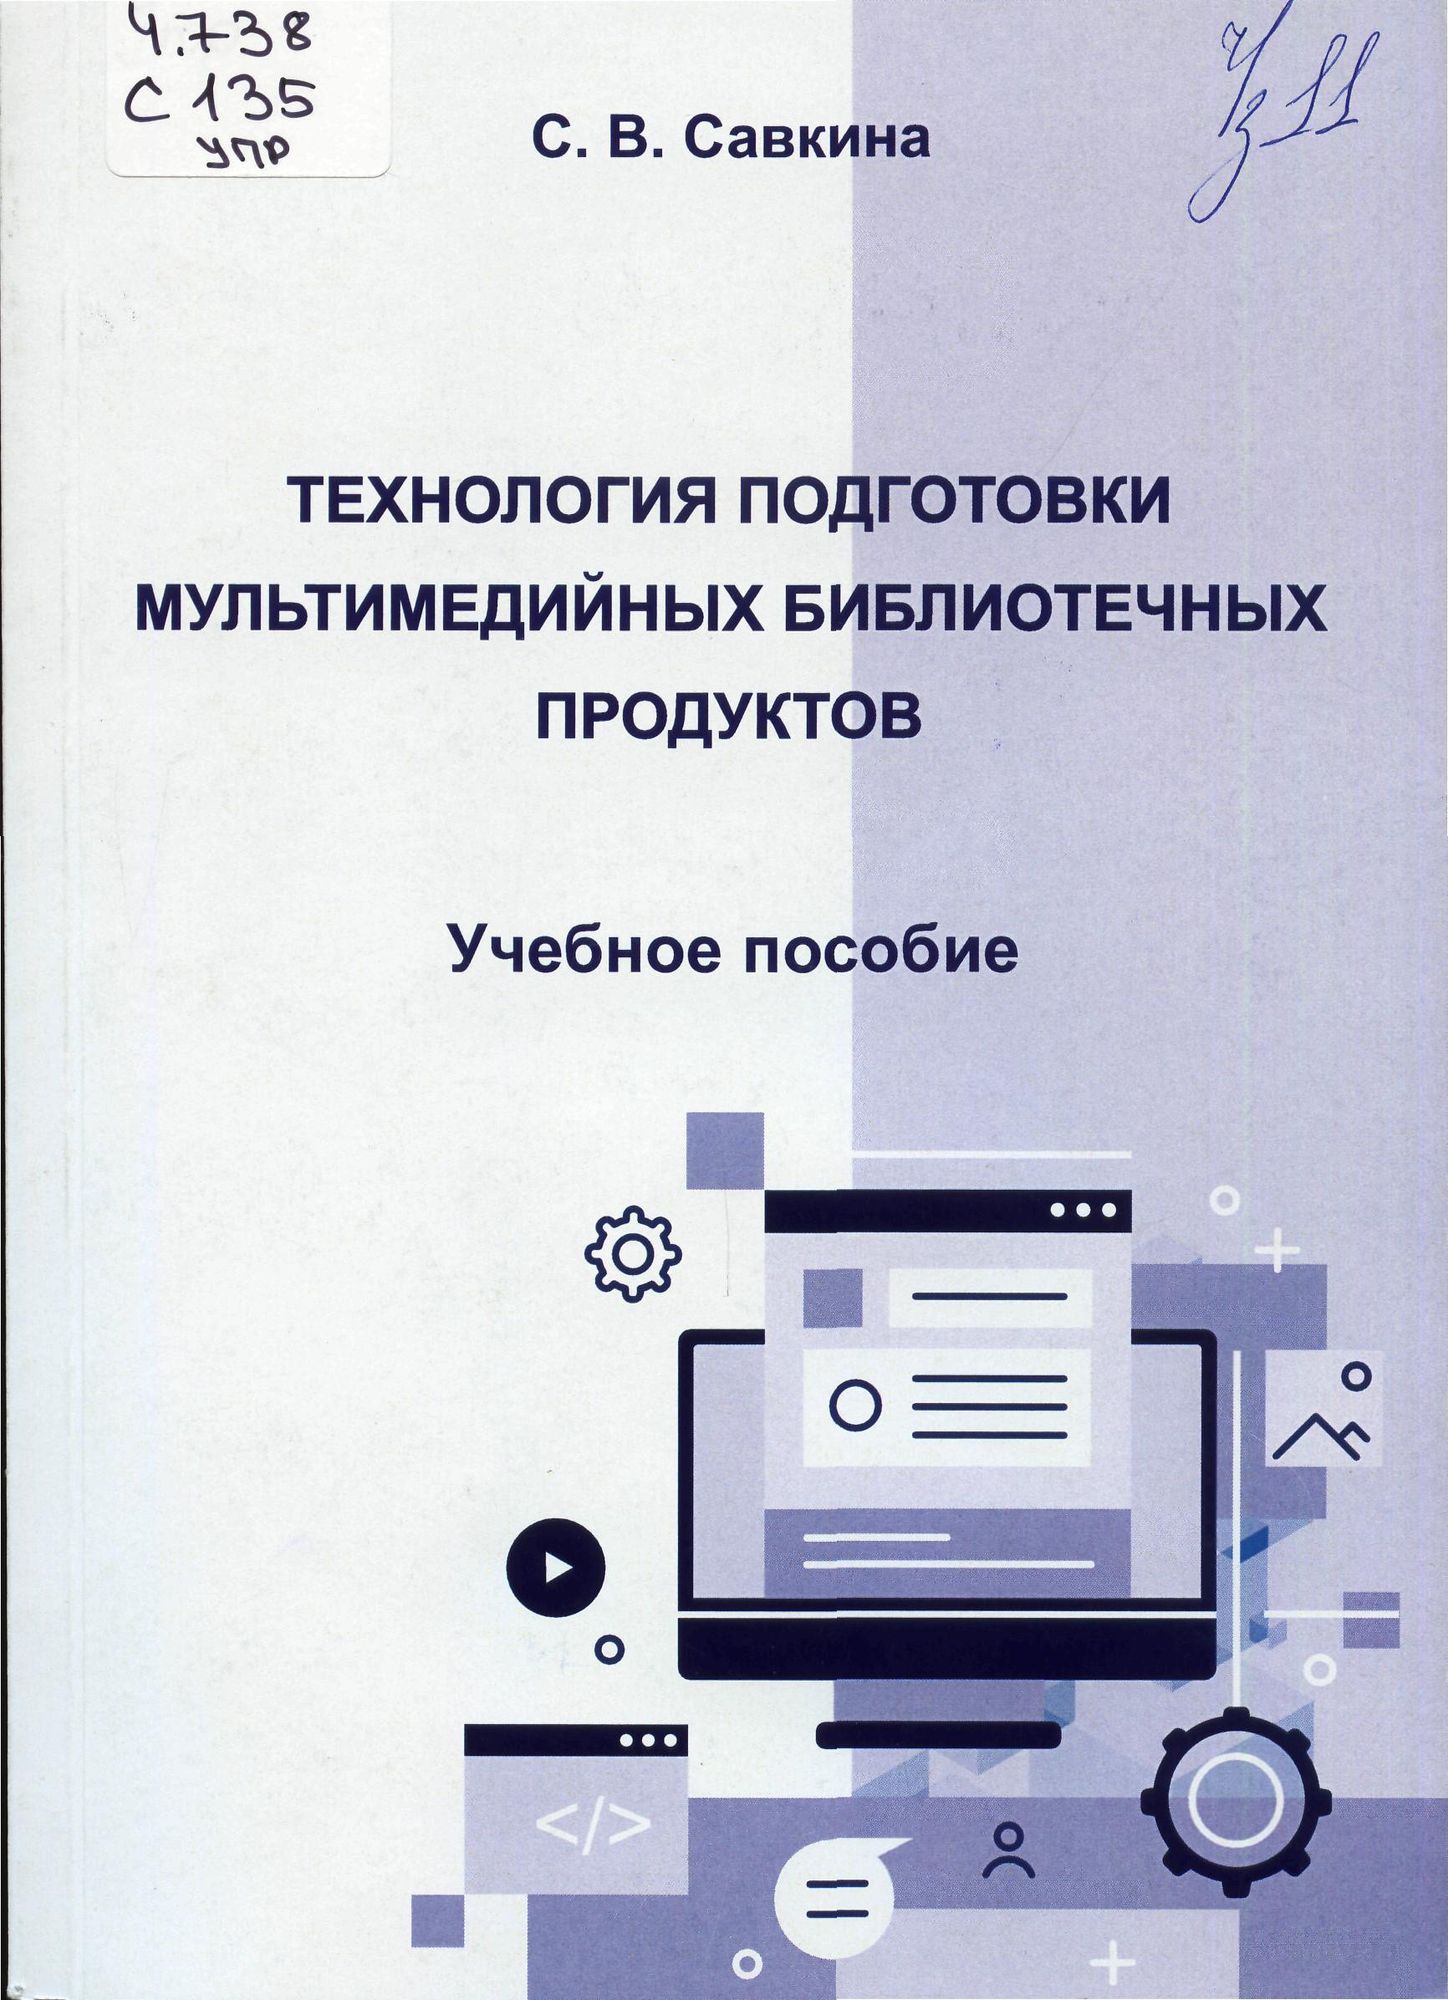 Ч.738
С 135
упр
С. В. Савкина
ТЕХНОЛОГИЯ ПОДГОТОВКИ
МУЛЬТИМЕДИЙНЫХ БИБЛИОТЕЧНЫХ
ПРОДУКТОВ
Учебное пособие
</>